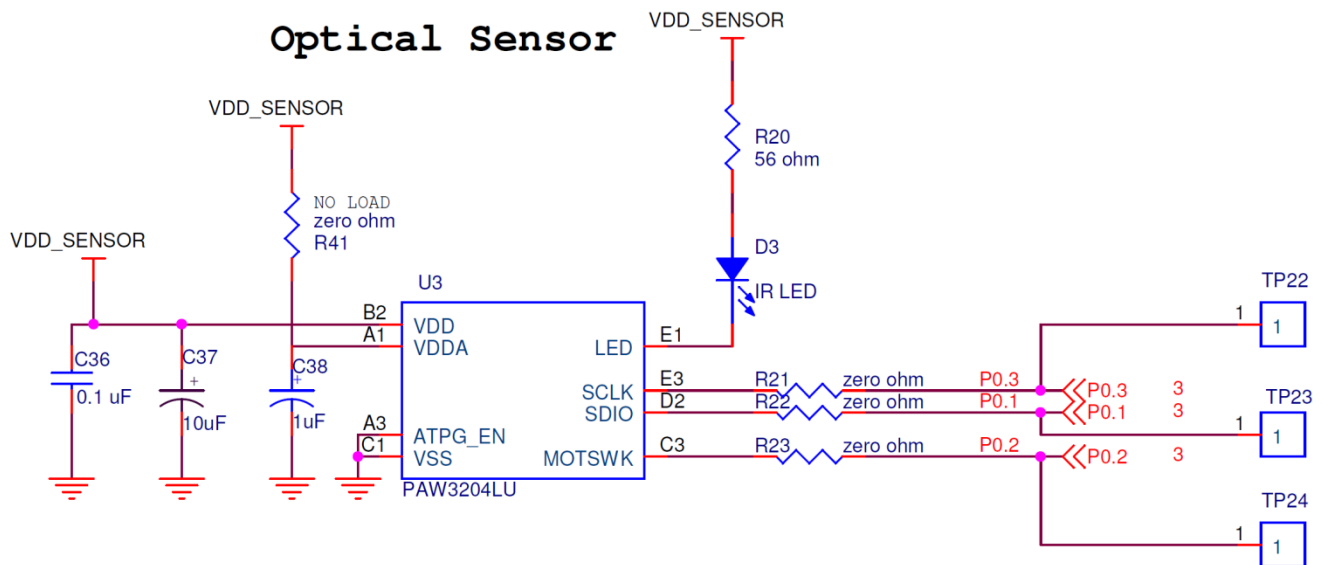 Optical Sensor
VDD_SENSOR
VDD_SENSOR
R20
56 ohm
NO LOAD
zero ohm
R41
VDD_SENSOR
D3
IR LED
U3
TP22
B2
VDD
A1
VDDA
LED
E1
1
1
C36
0.1 uF
C37
+
10uF
C38
+
1uF
SCLK
E3
R21
zero ohm
P0.3
P0.3
3
SDIO
D2
R22
zero ohm
P0.1
P0.1
3
TP23
1
1
A3
ATPG_EN
C1
VSS
MOTSWK
C3
R23
zero ohm
P0.2
P0.2
3
PAW3204LU
TP24
1
1